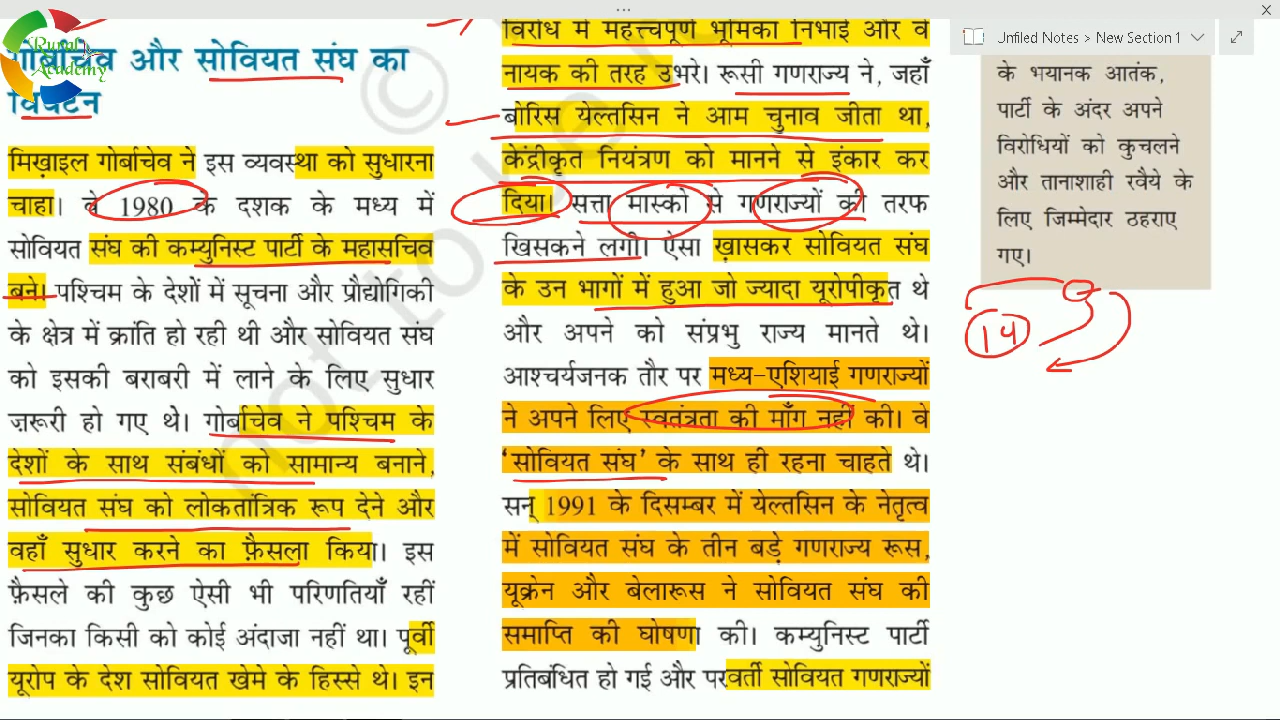 Rural
Academy
गोर्बाचेव और सोवियत संघ का
विघटन
मिख़ाइल गोर्बाचेव ने इस व्यवस्था को सुधारना
चाहा। वे 1980 के दशक के मध्य में
सोवियत संघ की कम्युनिस्ट पार्टी के महासचिव
बने। पश्चिम के देशों में सूचना और प्रौद्योगिकी
के क्षेत्र में क्रांति हो रही थी और सोवियत संघ
को इसकी बराबरी में लाने के लिए सुधार
ज़रूरी हो गए थे। गोर्बाचेव ने पश्चिम के
देशों के साथ संबंधों को सामान्य बनाने,
सोवियत संघ को लोकतांत्रिक रूप देने और
वहाँ सुधार करने का फ़ैसला किया। इस
फ़ैसले की कुछ ऐसी भी परिणतियाँ रहीं
जिनका किसी को कोई अंदाजा नहीं था। पूर्वी
यूरोप के देश सोवियत खेमे के हिस्से थे। इन
विरोध में महत्त्वपूर्ण भूमिका निभाई और वे
नायक की तरह उभरे। रूसी गणराज्य ने, जहाँ
बोरिस येल्तसिन ने आम चुनाव जीता था,
केंद्रीकृत नियंत्रण को मानने से इंकार कर
दिया। सत्ता मास्को से गणराज्यों की तरफ
खिसकने लगी। ऐसा ख़ासकर सोवियत संघ
के उन भागों में हुआ जो ज्यादा यूरोपीकृत थे
और अपने को संप्रभु राज्य मानते थे।
आश्चर्यजनक तौर पर मध्य-एशियाई गणराज्यों
ने अपने लिए स्वतंत्रता की माँग नहीं की। वे
'सोवियत संघ' के साथ ही रहना चाहते थे।
सन् 1991 के दिसम्बर में येल्तसिन के नेतृत्व
में सोवियत संघ के तीन बड़े गणराज्य रूस,
यूक्रेन और बेलारूस ने सोवियत संघ की
समाप्ति की घोषणा की। कम्युनिस्ट पार्टी
प्रतिबंधित हो गई और परवर्ती सोवियत गणराज्यों
Unfiled Notes > New Section 1
के भयानक आतंक,
पार्टी के अंदर अपने
विरोधियों को कुचलने
और तानाशाही रवैये के
लिए जिम्मेदार ठहराए
गए।
14